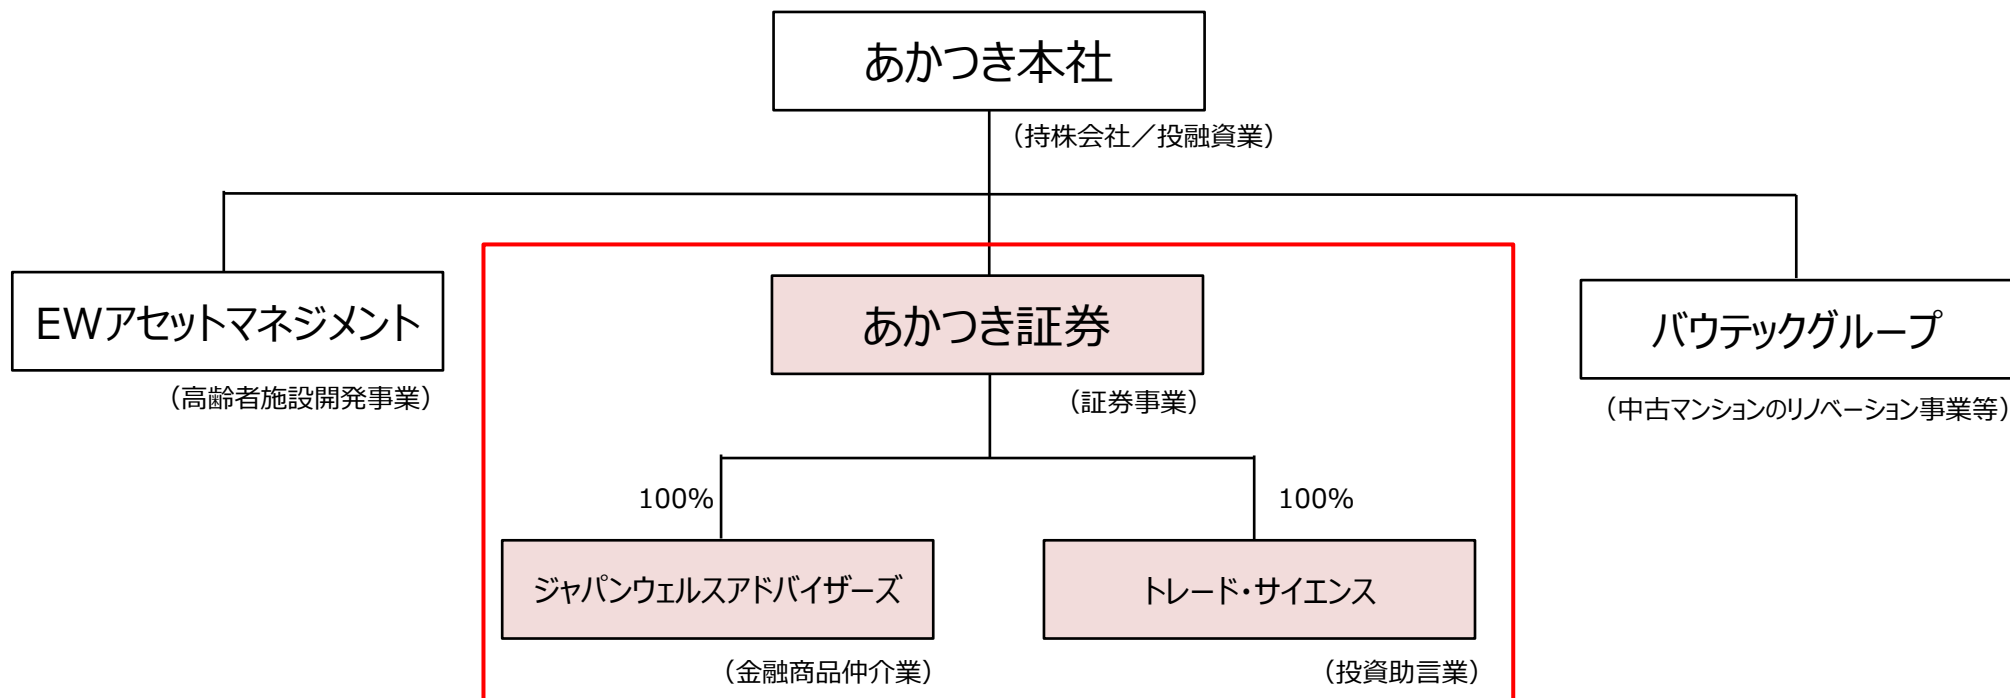 あかつき本社
（持株会社／投融資業）
EWアセットマネジメント
（高齢者施設開発事業）
あかつき証券
（証券事業）
バウテックグループ
（中古マンションのリノベーション事業等）
100%
100%
ジャパンウェルスアドバイザーズ
（金融商品仲介業）
トレード・サイエンス
（投資助言業）